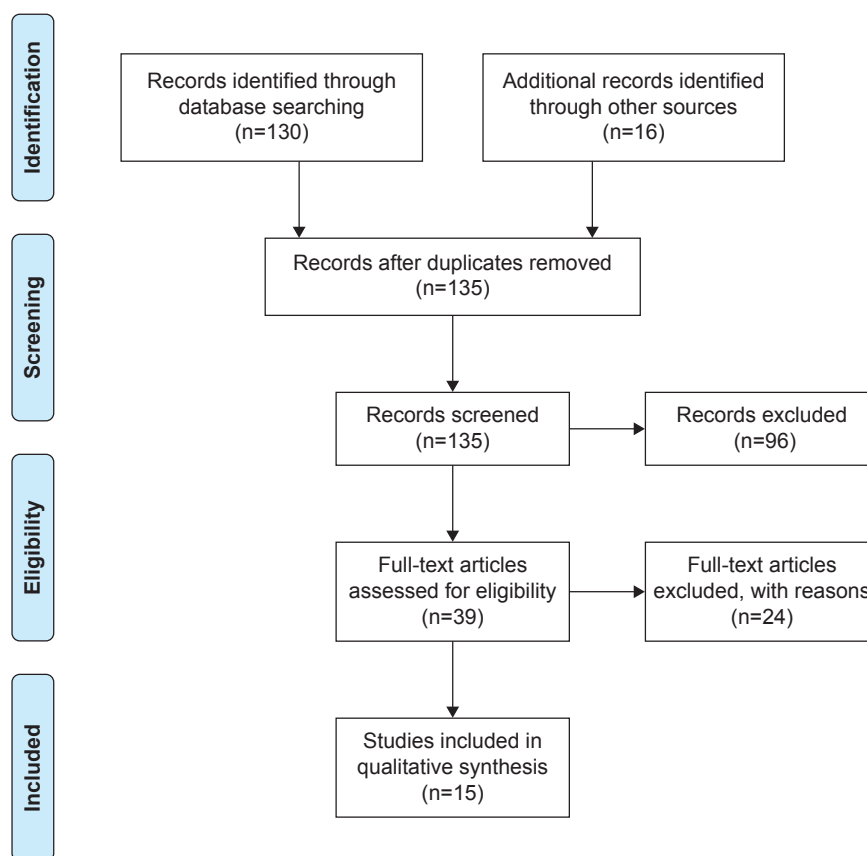 Identification
Records identified through
database searching
(n=130)
Additional records identified
through other sources
(n=16)
Screening
Records after duplicates removed
(n=135)
Records screened
(n=135)
Records excluded
(n=96)
Eligibility
Full-text articles
assessed for eligibility
(n=39)
Full-text articles
excluded, with reasons
(n=24)
Included
Studies included in
qualitative synthesis
(n=15)